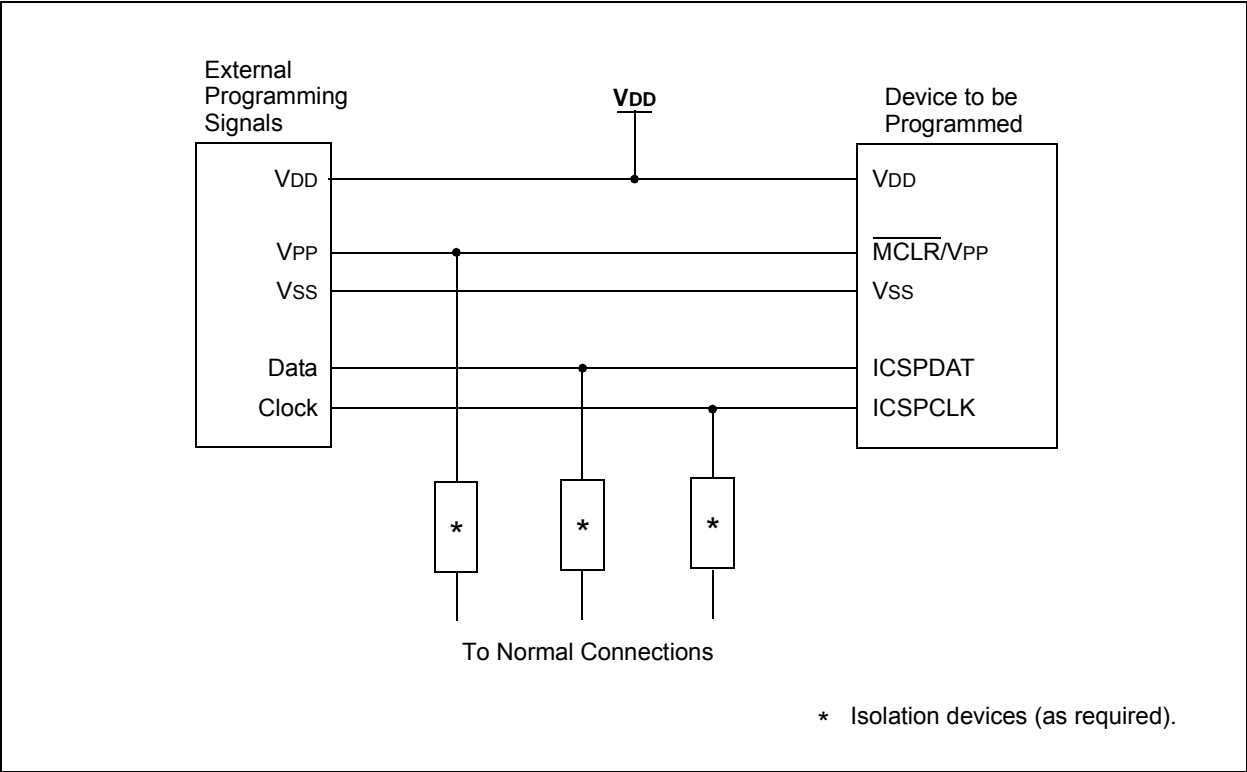 External
Programming
Signals
VDD
Device to be
Programmed
VDD
VDD
VPP
MCLR/VPP
VSS
VSS
Data
ICSPDAT
Clock
ICSPCLK
* * *
To Normal Connections
* Isolation devices (as required).